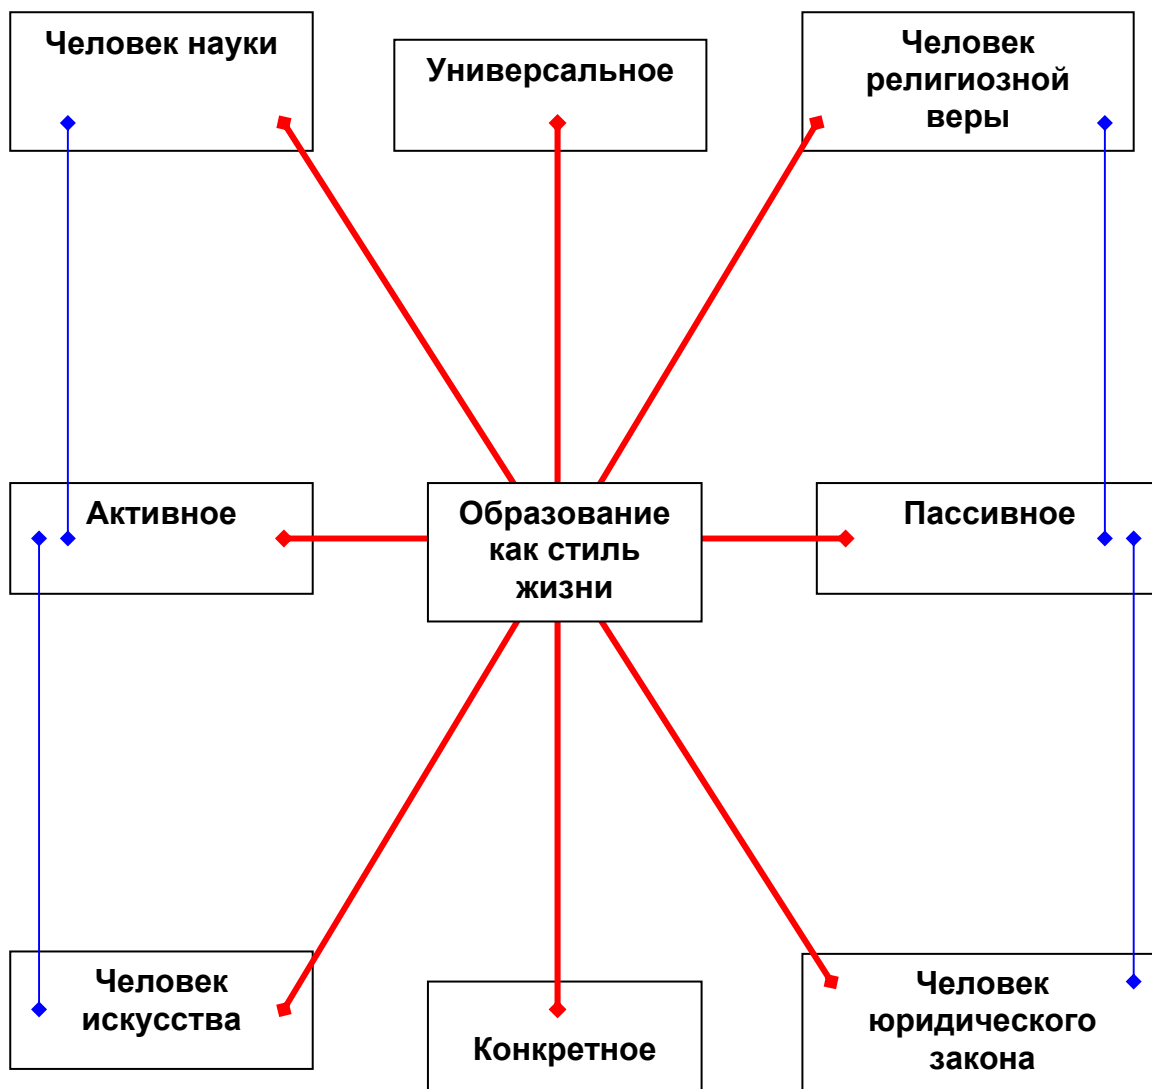 Человек науки
Универсальное
Человек
религиозной
веры
Активное
Образование
как стиль
жизни
Пассивное
Человек
искусства
Конкретное
Человек
юридического
закона